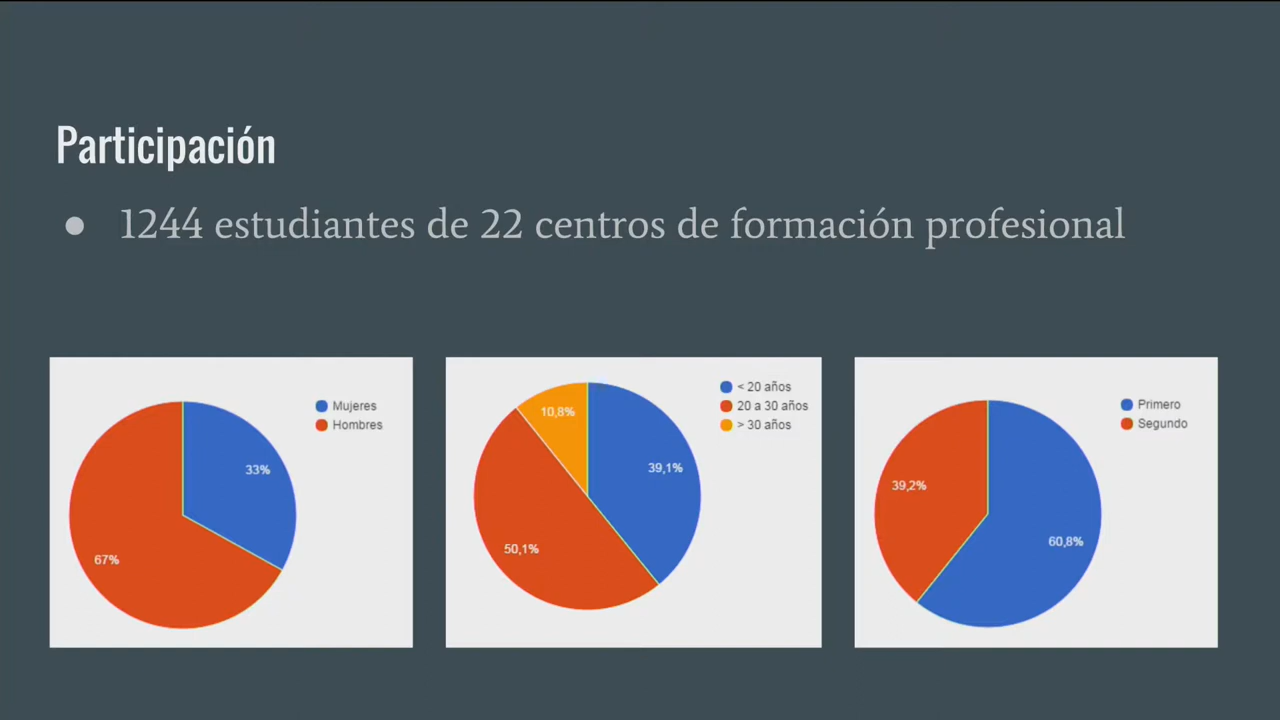 Participación
● 1244 estudiantes de 22 centros de formación profesional
Mujeres
Hombres
33%
67%
< 20 años
20 a 30 años
> 30 años
10,8%
39,1%
50,1%
Primero
Segundo
39,2%
60,8%